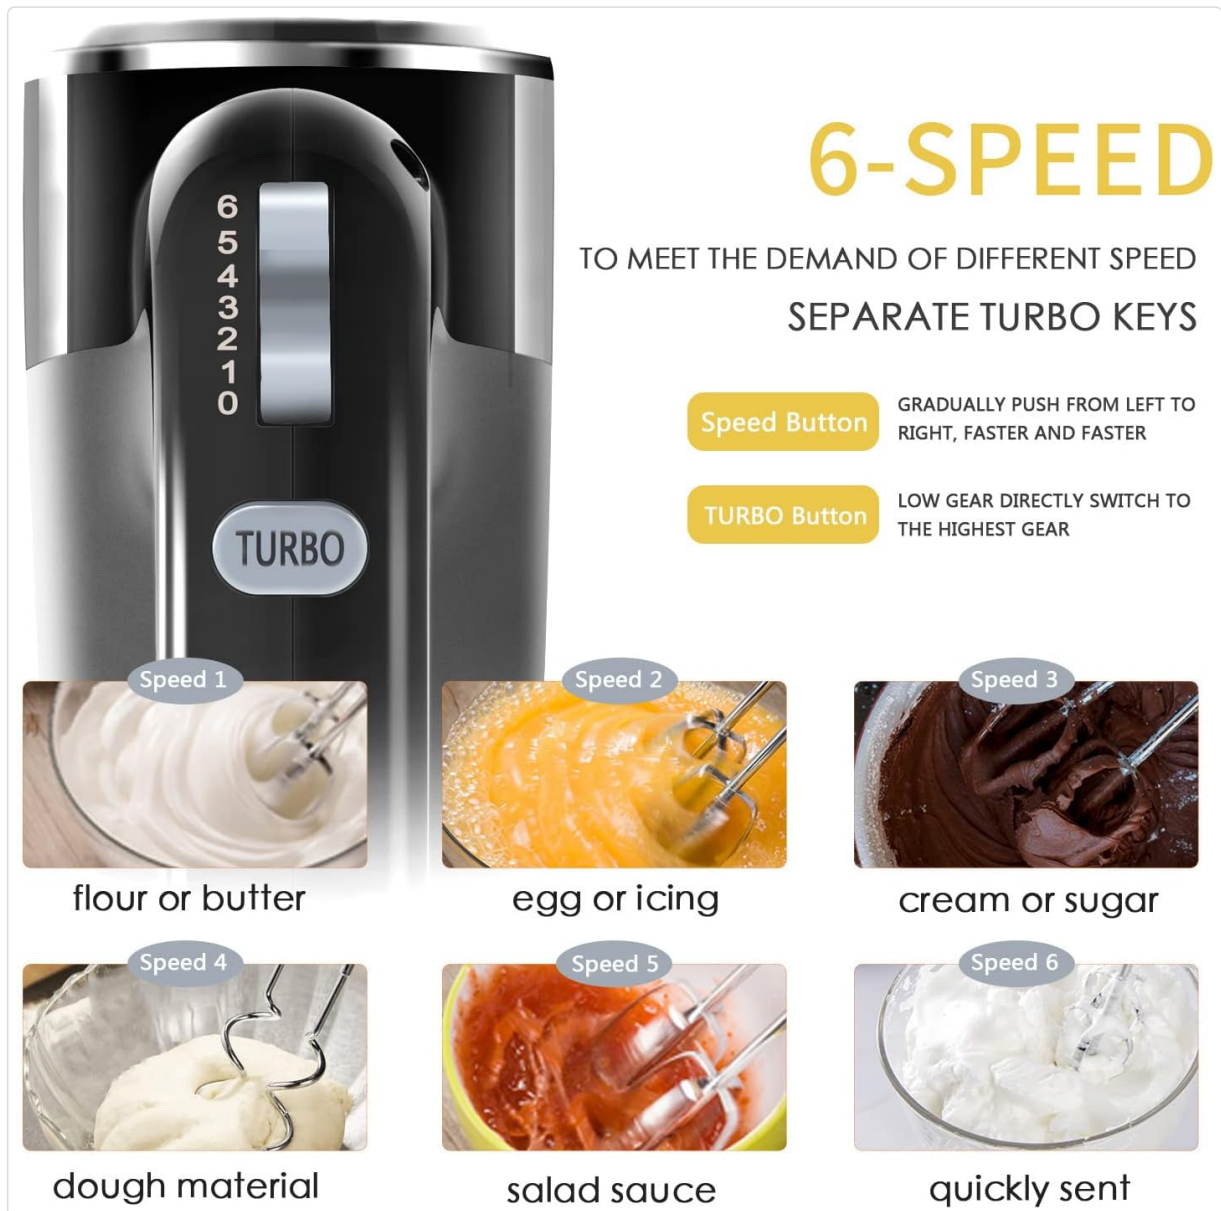 6-SPEED
TO MEET THE DEMAND OF DIFFERENT SPEED
SEPARATE TURBO KEYS
6
5
4
3
2
1
0
Speed Button
GRADUALLY PUSH FROM LEFT TO
RIGHT, FASTER AND FASTER
TURBO Button
LOW GEAR DIRECTLY SWITCH TO
THE HIGHEST GEAR
TURBO
Speed 1
flour or butter
Speed 2
egg or icing
Speed 3
cream or sugar
Speed 4
dough material
Speed 5
salad sauce
Speed 6
quickly sent